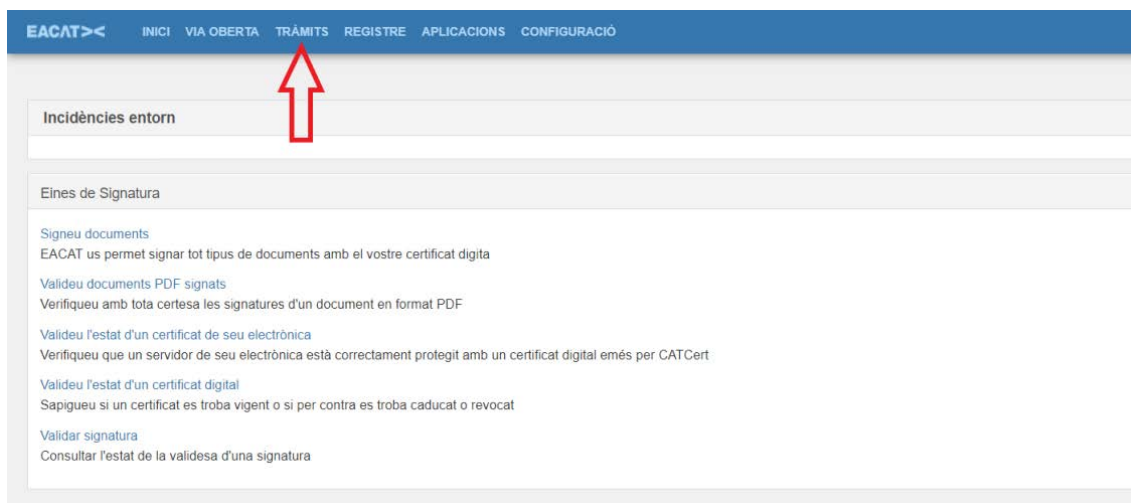 EACAT>< INICI VIA OBERTA TRÀMITS REGISTRE APLICACIONS CONFIGURACIÓ
Incidències entorn
Eines de Signatura
Signeu documents
EACAT us permet signar tot tipus de documents amb el vostre certificat digita
Valideu documents PDF signats
Verifiqueu amb tota certesa les signatures d'un document en format PDF
Valideu l'estat d'un certificat de seu electrònica
Verifiqueu que un servidor de seu electrònica està correctament protegit amb un certificat digital emés per CATCert
Valideu l'estat d'un certificat digital
Sapigueu si un certificat es troba vigent o si per contra es troba caducat o revocat
Validar signatura
Consultar l'estat de la validesa d'una signatura